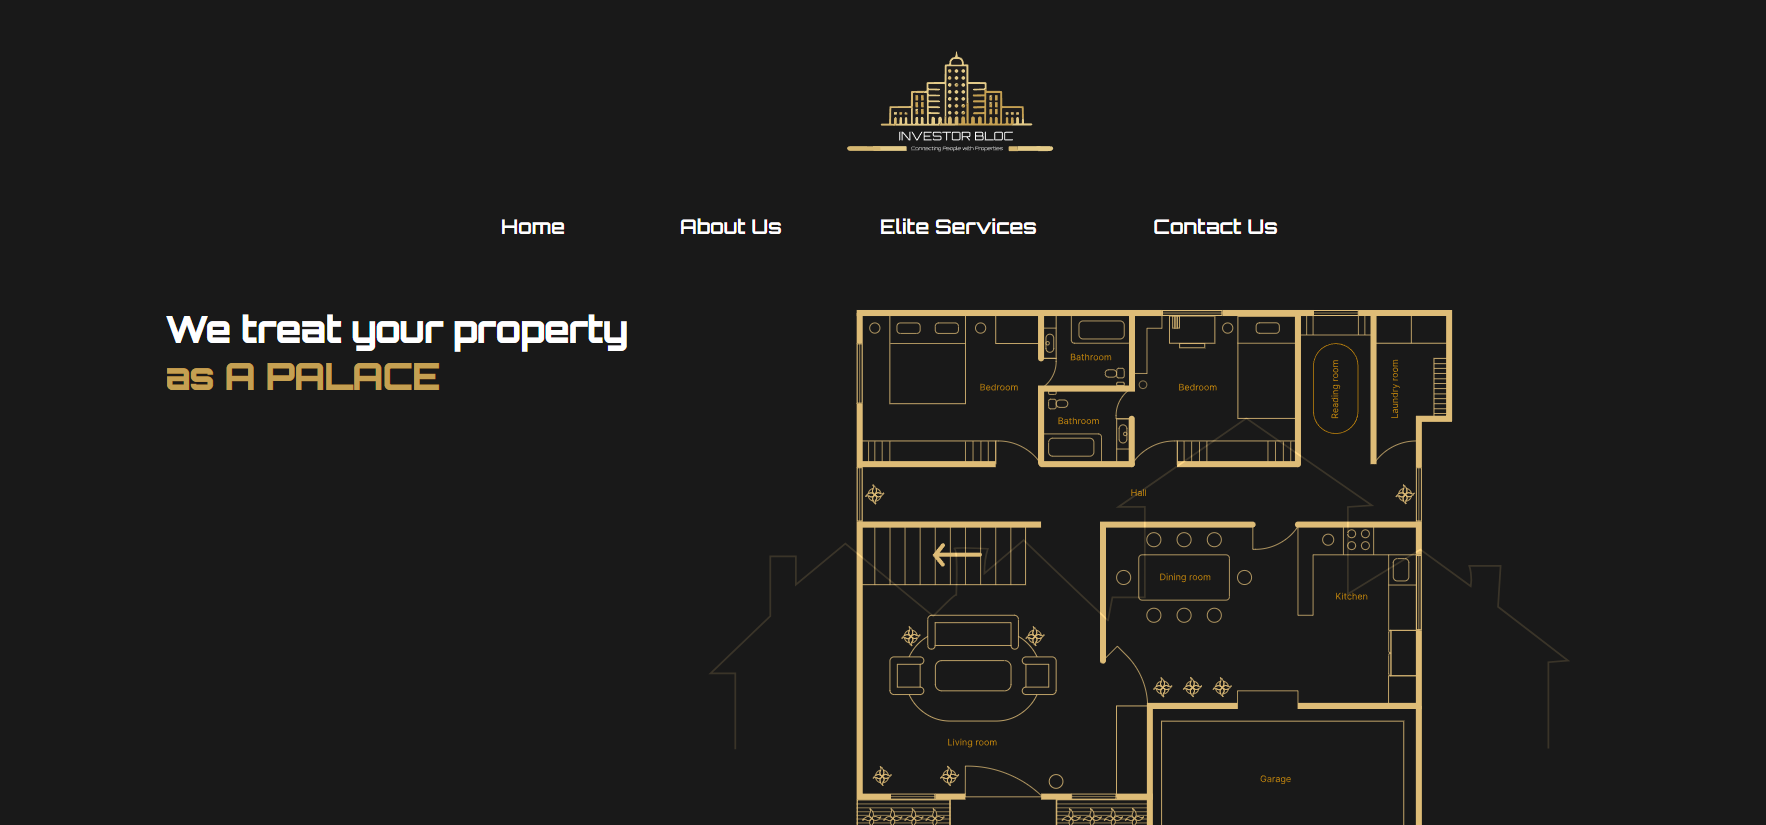 INVESTOR BLOC
Connecting People with Properties
Home
About Us
Elite Services
Contact Us
We treat your property
as A PALACE
Bathroom
Bedroom
Bedroom
Reading room
Laundry room
Bathroom
Hall
Dining room
Kitchen
Living room
Garage